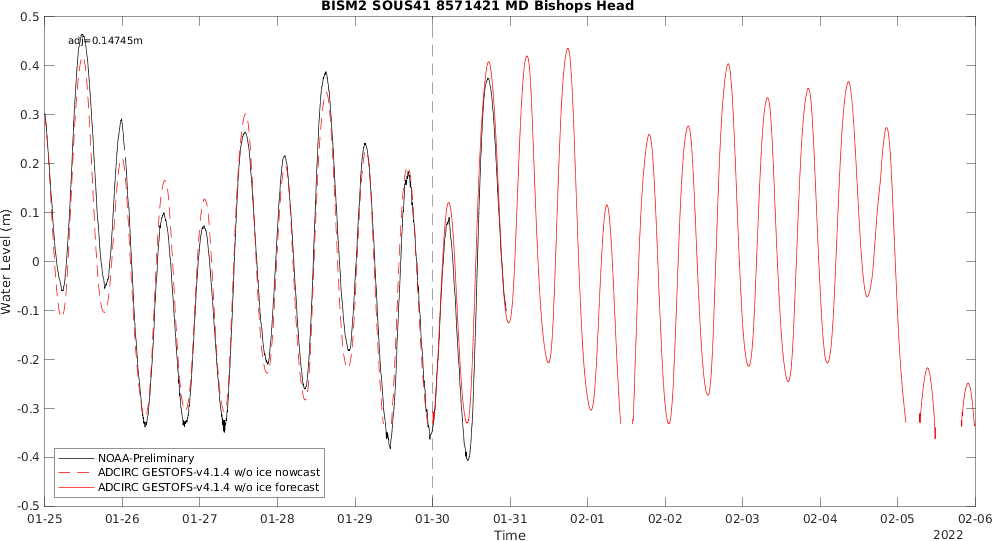 BISM2 SOUS41 8571421 MD Bishops Head
adj=0.14745m
0.5
0.4
0.3
0.2
0.1
0
-0.1
-0.2
-0.3
-0.4
-0.5
Water Level (m)
NOAA-Preliminary
ADCIRC GESTOFS-v4.1.4 w/o ice nowcast
ADCIRC GESTOFS-v4.1.4 w/o ice forecast
01-25 01-26 01-27 01-28 01-29 01-30 01-31 02-01 02-02 02-03 02-04 02-05 02-06
Time
2022